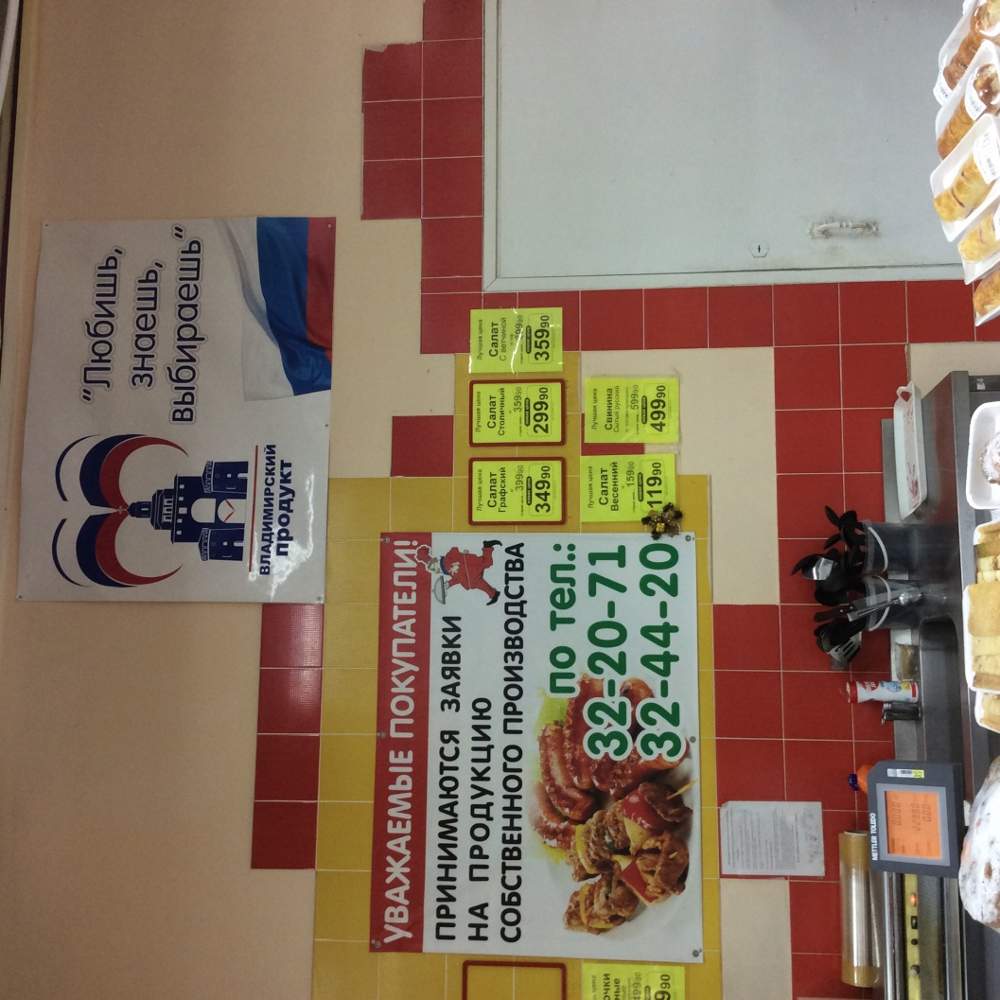 "Любишь,
знаешь,
выбираешь"
ВЛАДИМИРСКИЙ
продукт
УВАЖАЕМЫЕ ПОКУПАТЕЛИ!
ПРИНИМАЮТСЯ ЗАЯВКИ
НА ПРОДУКЦИЮ
СОБСТВЕННОГО ПРОИЗВОДСТВА
по тел.:
32-20-71
32-44-20
Лучшая цена
Салат
Графский
399 90
349 90
Лучшая цена
Салат
Столичный
359 90
299 90
Лучшая цена
Салат
С ветчиной
359 90
Лучшая цена
Салат
Весенний
159 90
119 90
Лучшая цена
Свинина
599 90
499 90
METTLER TOLEDO